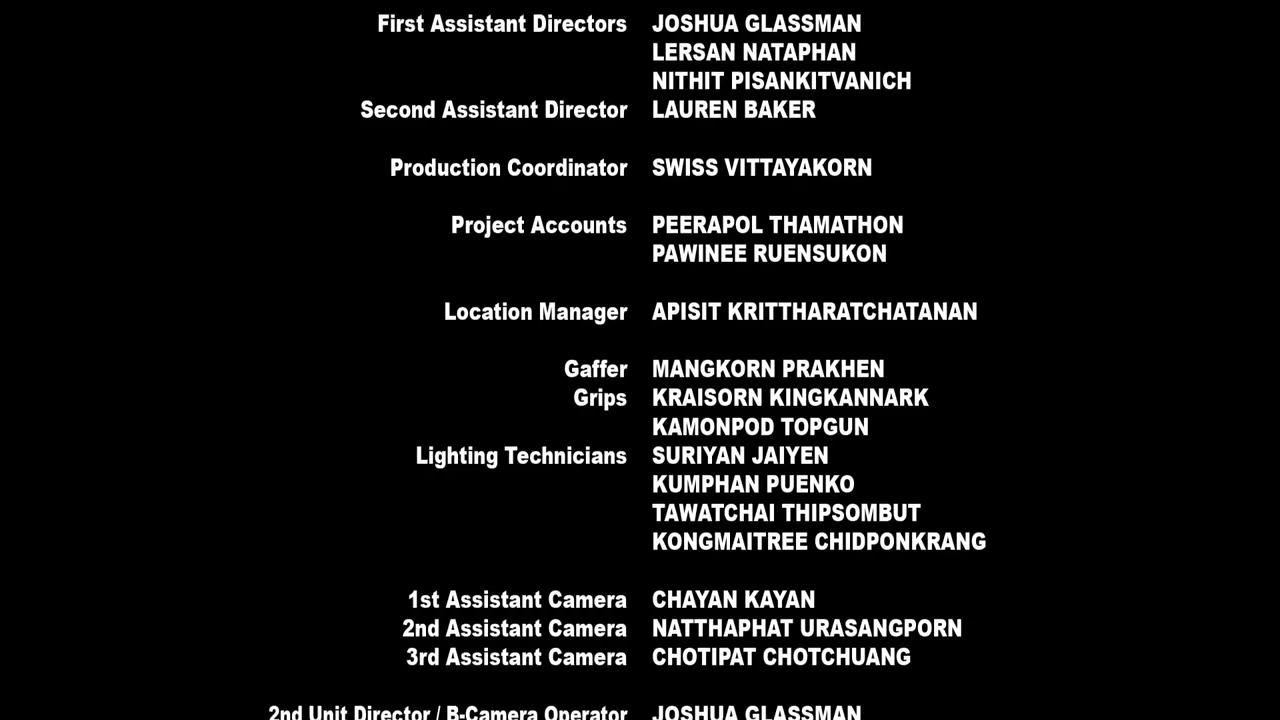 First Assistant Directors JOSHUA GLASSMAN
LERSAN NATAPHAN
NITHIT PISANKITVANICH
Second Assistant Director LAUREN BAKER
Production Coordinator SWISS VITTAYAKORN
Project Accounts PEERAPOL THAMATHON
PAWINEE RUENSUKON
Location Manager APISIT KRITTHARATCHATANAN
Gaffer MANGKORN PRAKHEN
Grips KRAISORN KINGKANNARK
KAMONPOD TOPGUN
Lighting Technicians SURIYAN JAIYEN
KUMPHAN PUENKO
TAWATCHAI THIPSOMBUT
KONGMAITREE CHIDPONKRANG
1st Assistant Camera CHAYAN KAYAN
2nd Assistant Camera NATTHAPHAT URASANGPORN
3rd Assistant Camera CHOTIPAT CHOTCHUANG
2nd Unit Director / B-Camera Operator JOSHUA GLASSMAN